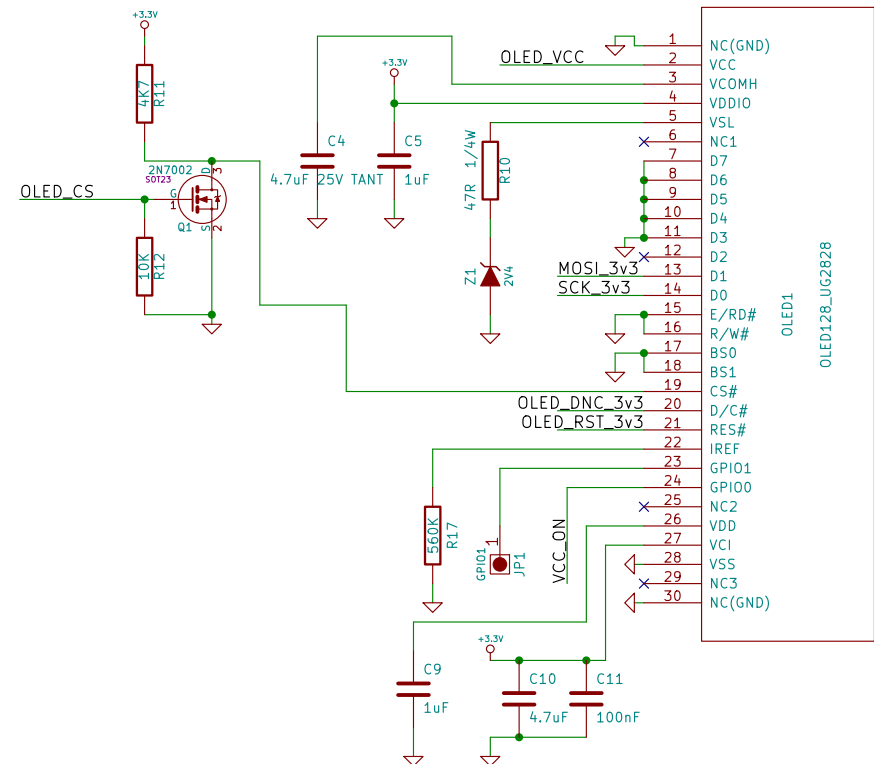 +3.3V
4K7
R11
2N7002
SOT23
D
3
G
1
S
2
Q1
OLED_CS
10K
R12
C4
4.7uF 25V TANT
+3.3V
C5
1uF
OLED_VCC
47R 1/4W
R10
Z1
2V4
MOSI_3v3
SCK_3v3
OLED_DNC_3v3
OLED_RST_3v3
560K
R17
GPIO1
1
JP1
VCC_ON
C9
1uF
+3.3V
C10
4.7uF
C11
100nF
1 NC(GND)
2 VCC
3 VCOMH
4 VDDIO
5 VSL
6 NC1
7 D7
8 D6
9 D5
10 D4
11 D3
12 D2
13 D1
14 D0
15 E/RD#
16 R/W#
17 BS0
18 BS1
19 CS#
20 D/C#
21 RES#
22 IREF
23 GPIO1
24 GPIO0
25 NC2
26 VDD
27 VCI
28 VSS
29 NC3
30 NC(GND)
OLED1
OLED128_UG2828